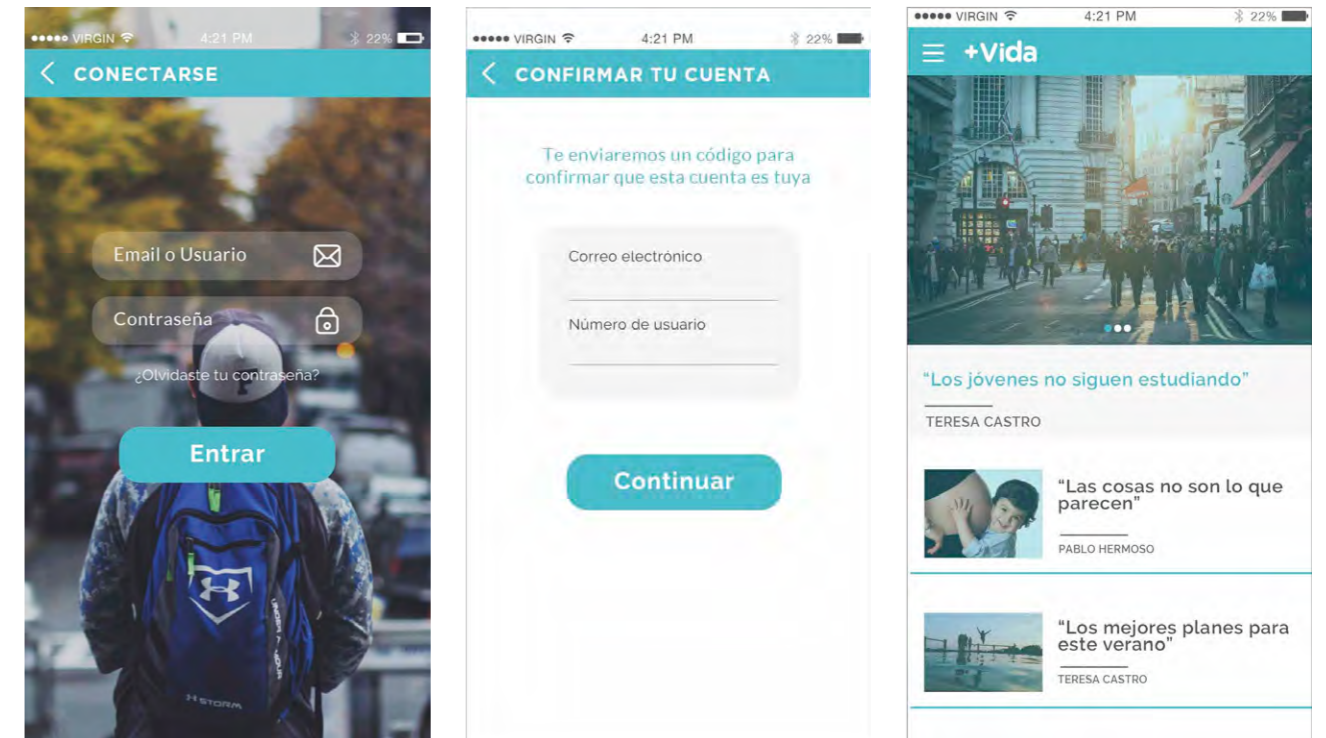 VIRGIN 4:21 PM 22%
CONECTARSE
Email o Usuario
Contraseña
¿Olvidaste tu contraseña?
Entrar
UNDER ARMOUR
STORM
VIRGIN 4:21 PM 22%
CONFIRMAR TU CUENTA
Te enviaremos un código para
confirmar que esta cuenta es tuya
Correo electrónico
Número de usuario
Continuar
VIRGIN 4:21 PM 22%
+Vida
“Los jóvenes no siguen estudiando”
TERESA CASTRO
“Las cosas no son lo que
parecen”
PABLO HERMOSO
“Los mejores planes para
este verano”
TERESA CASTRO